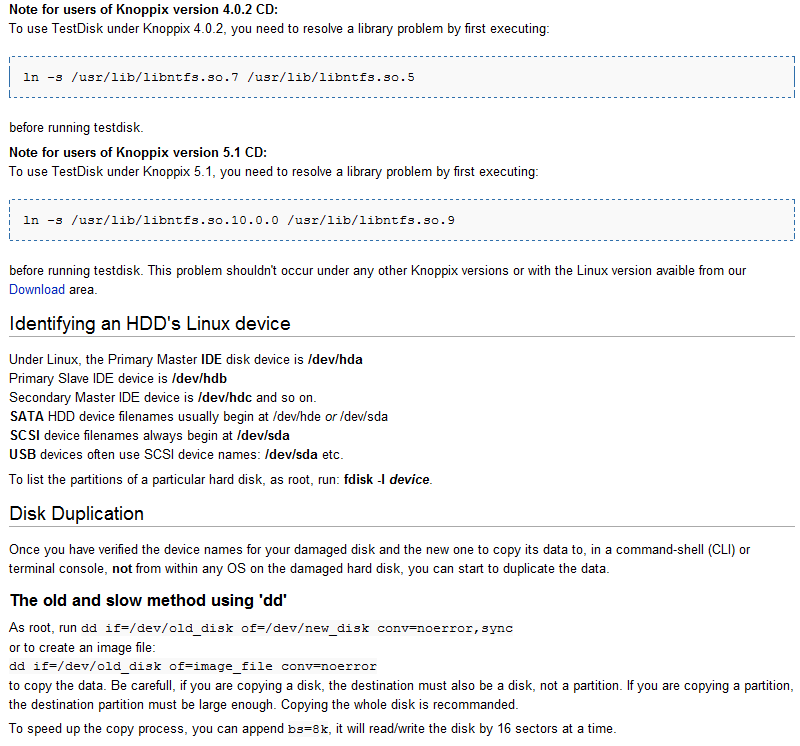 Note for users of Knoppix version 4.0.2 CD:
To use TestDisk under Knoppix 4.0.2, you need to resolve a library problem by first executing:
ln -s /usr/lib/libntfs.so.7 /usr/lib/libntfs.so.5
before running testdisk.
Note for users of Knoppix version 5.1 CD:
To use TestDisk under Knoppix 5.1, you need to resolve a library problem by first executing:
ln -s /usr/lib/libntfs.so.10.0.0 /usr/lib/libntfs.so.9
before running testdisk. This problem shouldn't occur under any other Knoppix versions or with the Linux version avaible from our
Download area.
Identifying an HDD's Linux device
Under Linux, the Primary Master IDE disk device is /dev/hda
Primary Slave IDE device is /dev/hdb
Secondary Master IDE device is /dev/hdc and so on.
SATA HDD device filenames usually begin at /dev/hde or /dev/sda
SCSI device filenames always begin at /dev/sda
USB devices often use SCSI device names: /dev/sda etc.
To list the partitions of a particular hard disk, as root, run: fdisk -l device.
Disk Duplication
Once you have verified the device names for your damaged disk and the new one to copy its data to, in a command-shell (CLI) or
terminal console, not from within any OS on the damaged hard disk, you can start to duplicate the data.
The old and slow method using 'dd'
As root, run dd if=/dev/old_disk of=/dev/new_disk conv=noerror,sync
or to create an image file:
dd if=/dev/old_disk of=image_file conv=noerror
to copy the data. Be carefull, if you are copying a disk, the destination must also be a disk, not a partition. If you are copying a partition,
the destination partition must be large enough. Copying the whole disk is recommanded.
To speed up the copy process, you can append bs=8k, it will read/write the disk by 16 sectors at a time.